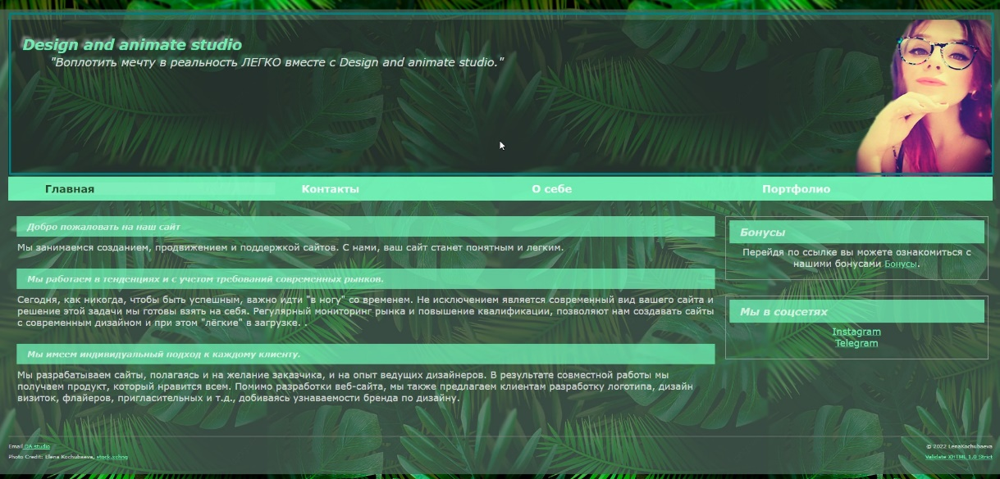 Design and animate studio
"Воплотить мечту в реальность ЛЕГКО вместе с Design and animate studio."
Главная Контакты О себе Портфолио
Добро пожаловать на наш сайт
Мы занимаемся созданием, продвижением и поддержкой сайтов. С нами, ваш сайт станет понятным и легким.
Мы работаем в тенденциях и с учетом требований современных рынков.
Сегодня, как никогда, чтобы быть успешным, важно идти "в ногу" со временем. Не исключением является современный вид вашего сайта и
решение этой задачи мы готовы взять на себя. Регулярный мониторинг рынка и повышение квалификации, позволяют нам создавать сайты
с современным дизайном и при этом "лёгкие" в загрузке. .
Мы имеем индивидуальный подход к каждому клиенту.
Мы разрабатываем сайты, полагаясь и на желание заказчика, и на опыт ведущих дизайнеров. В результате совместной работы мы
получаем продукт, который нравится всем. Помимо разработки веб-сайта, мы также предлагаем клиентам разработку логотипа, дизайн
визиток, флайеров, пригласительных и т.д., добиваясь узнаваемости бренда по дизайну.
Бонусы
Перейдя по ссылке вы можете ознакомиться с
нашими бонусами Бонусы.
Мы в соцсетях
Instagram
Telegram
Email DA studio
Photo Credit: Elena Kochubaeva, stock.xchng
© 2022 LenaKochubaeva
Validate XHTML 1.0 Strict